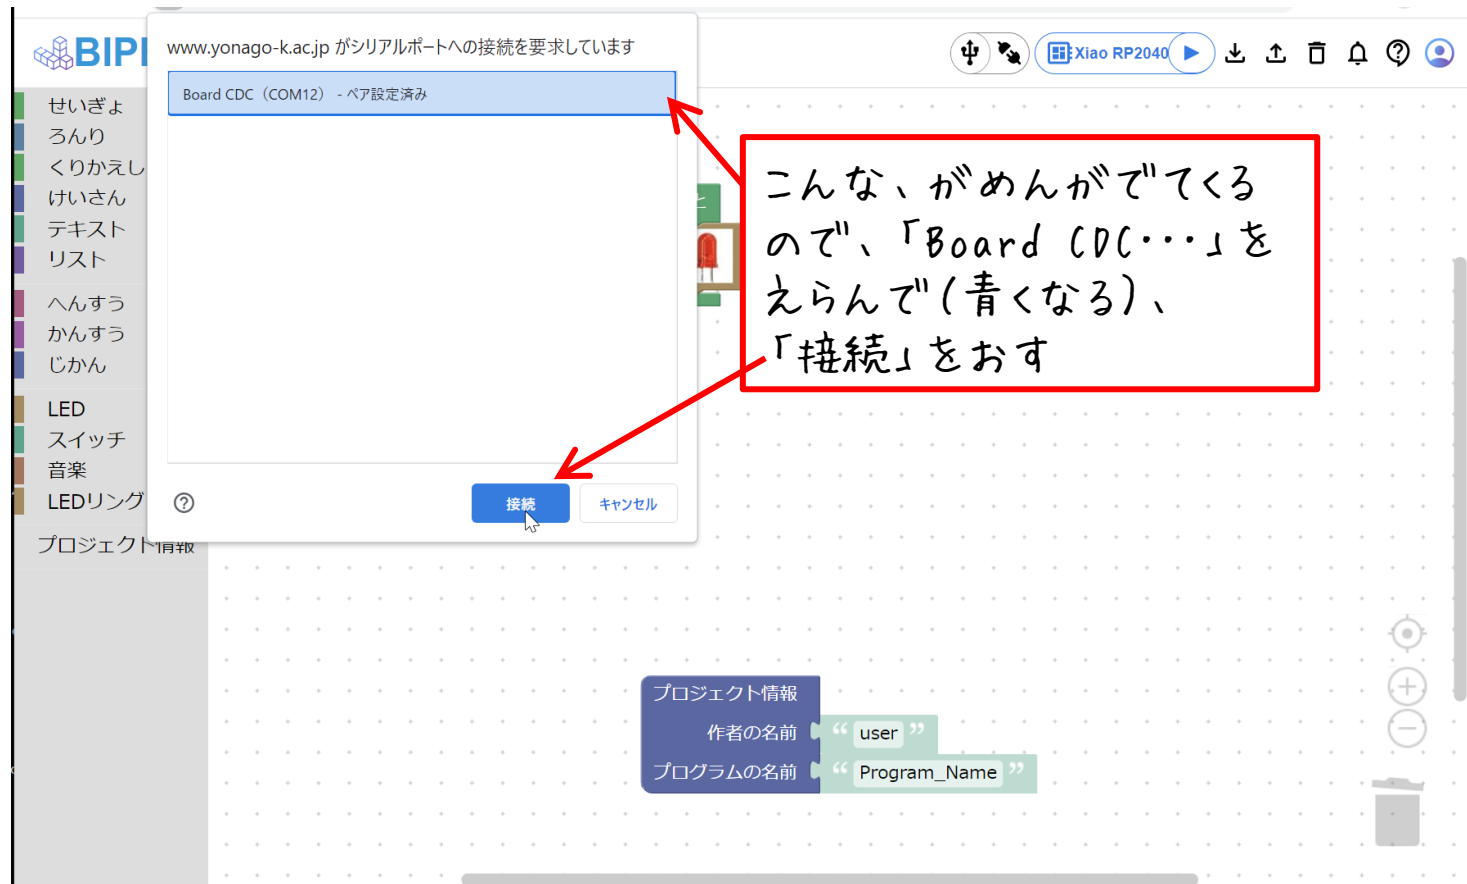 www.yonago-k.ac.jp がシリアルポートへの接続を要求しています
Board CDC（COM12） - ペア設定済み
接続
キャンセル
BIP
Xiao RP2040
せいぎょ
ろんり
くりかえし
けいさん
テキスト
リスト
へんすう
かんすう
じかん
LED
スイッチ
音楽
LEDリング
プロジェクト情報
と
こんな、がめんがでてくる
ので、「Board CDC・・・」を
えらんで(青くなる)、
「接続」をおす
プロジェクト情報
作者の名前 “ user ”
プログラムの名前 “ Program_Name ”